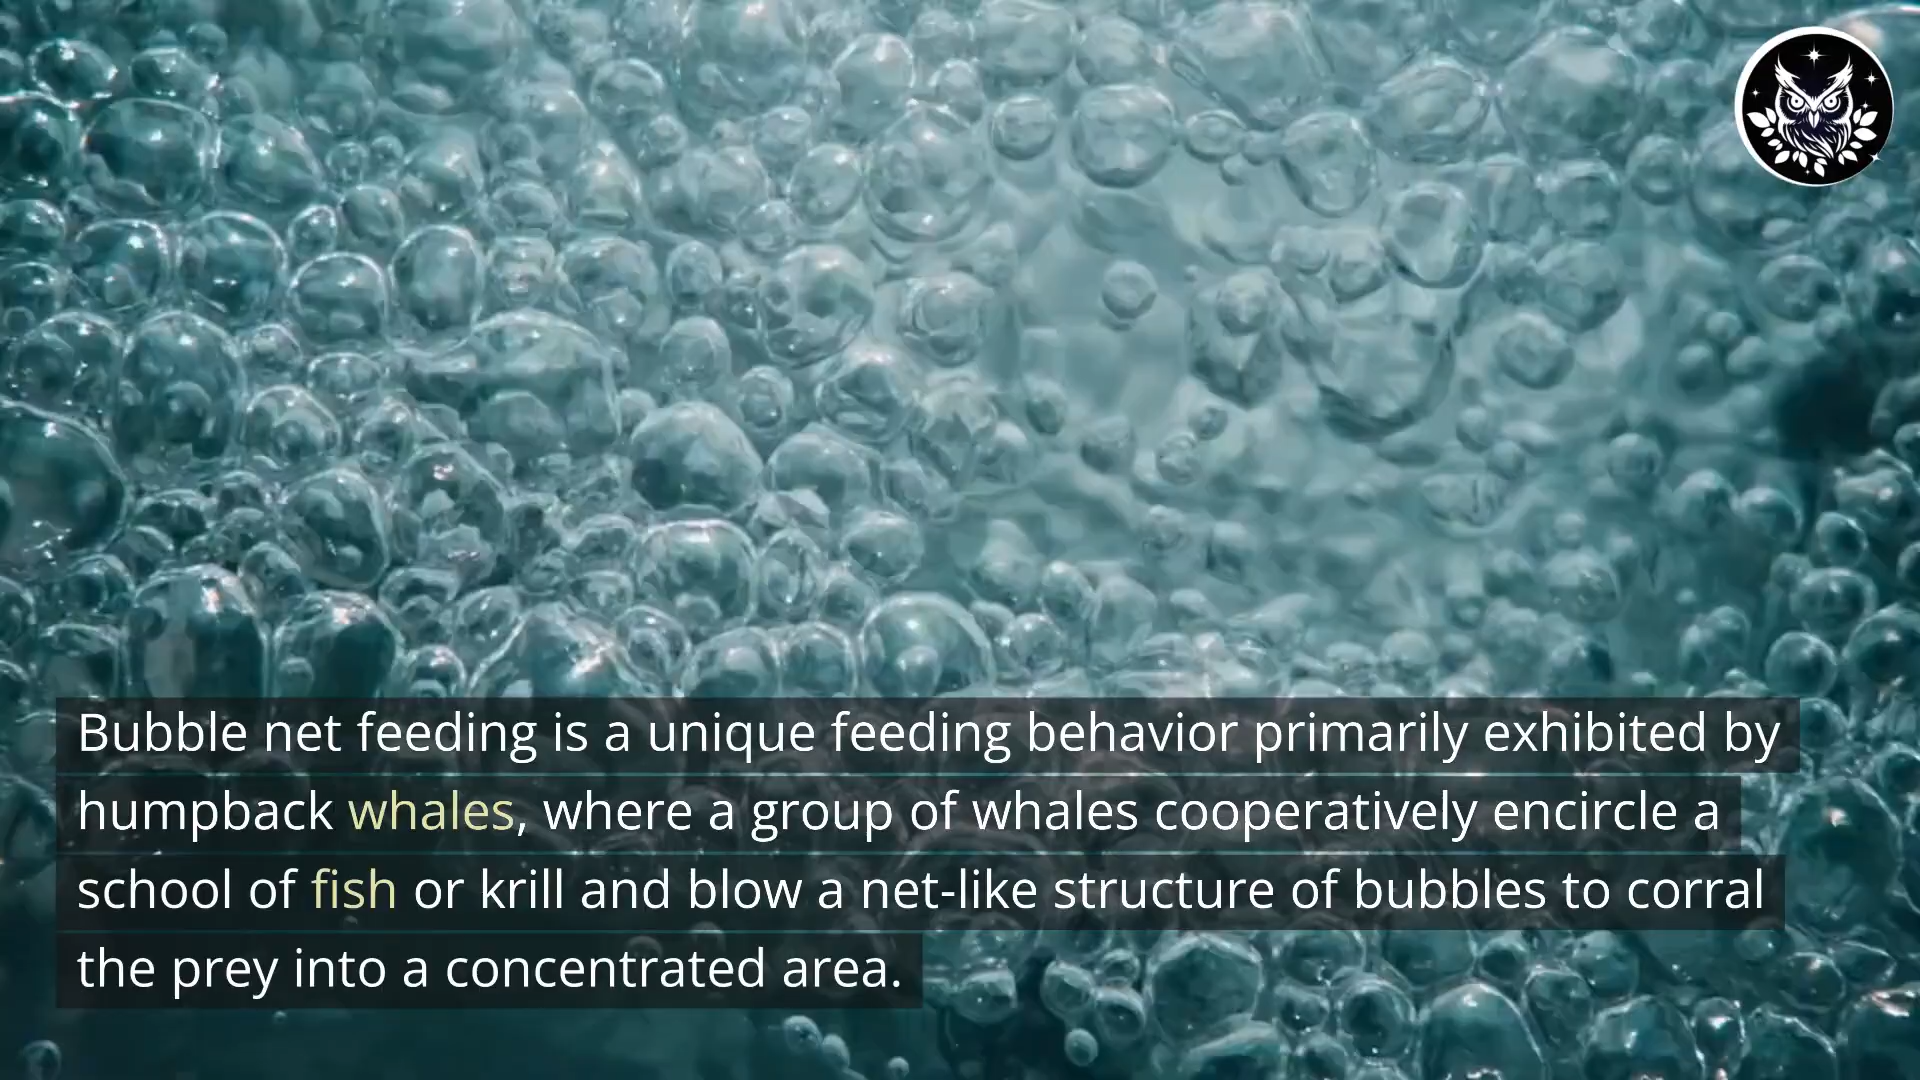 Bubble net feeding is a unique feeding behavior primarily exhibited by
humpback whales, where a group of whales cooperatively encircle a
school of fish or krill and blow a net-like structure of bubbles to corral
the prey into a concentrated area.